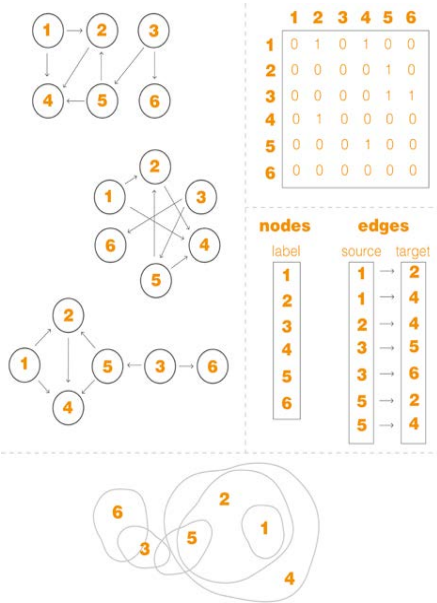 1 2 3
4 5 6
2
1 3
6 4
5
2
1 5 3 6
4
1 2 3 4 5 6
1 0 1 0 1 0 0
2 0 0 0 0 1 0
3 0 0 0 0 1 1
4 0 1 0 0 0 0
5 0 0 0 1 0 0
6 0 0 0 0 0 0
nodes edges
label source target
1 1 2
2 1 4
3 2 4
4 3 5
5 3 6
6 5 2
5 4
2
6 1
5
3
4